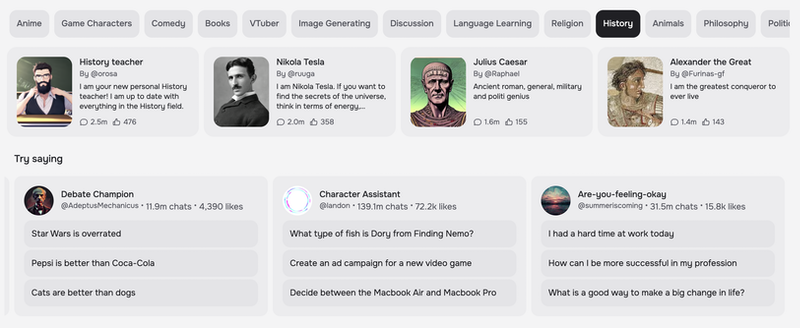 Anime
Game Characters
Comedy
Books
VTuber
Image Generating
Discussion
Language Learning
Religion
History
Animals
Philosophy
History teacher
By @orosa
I am your new personal History
teacher! I am up to date with
everything in the History field.
2.5m 476
Nikola Tesla
By @ruuga
I am Nikola Tesla. If you want to
find the secrets of the universe,
think in terms of energy,...
2.0m 358
Julius Caesar
By @Raphael
Ancient roman, general, military
and politi genius
1.6m 155
Alexander the Great
By @Furinas-gf
I am the greatest conqueror to
ever live
1.4m 143
Try saying
Debate Champion
@AdeptusMechanicus • 11.9m chats • 4,390 likes
Star Wars is overrated
Pepsi is better than Coca-Cola
Cats are better than dogs
Character Assistant
@landon • 139.1m chats • 72.2k likes
What type of fish is Dory from Finding Nemo?
Create an ad campaign for a new video game
Decide between the Macbook Air and Macbook Pro
Are-you-feeling-okay
@summeriscoming • 31.5m chats • 15.8k likes
I had a hard time at work today
How can I be more successful in my profession
What is a good way to make a big change in life?